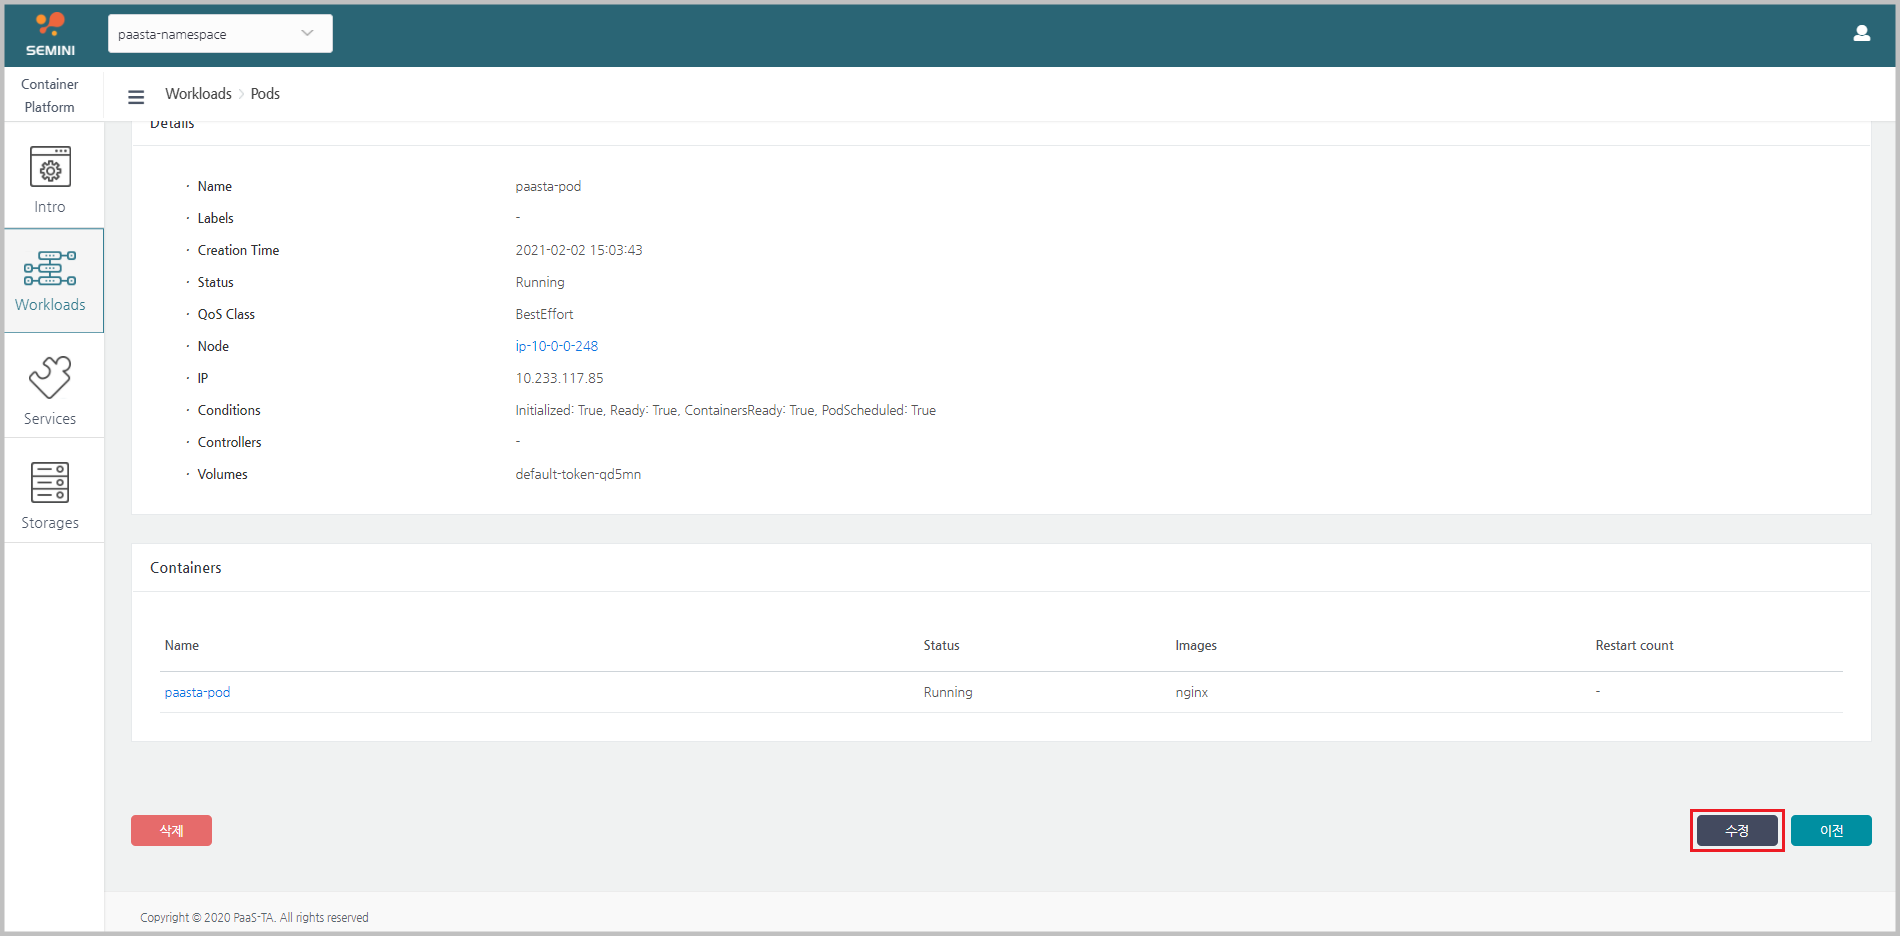 SEMINI
paasta-namespace
Container
Platform
Workloads > Pods
Intro
Workloads
Services
Storages
Details
· Name paasta-pod
· Labels -
· Creation Time 2021-02-02 15:03:43
· Status Running
· QoS Class BestEffort
· Node ip-10-0-0-248
· IP 10.233.117.85
· Conditions Initialized: True, Ready: True, ContainersReady: True, PodScheduled: True
· Controllers -
· Volumes default-token-qd5mn
Containers
Name Status Images Restart count
paasta-pod Running nginx -
삭제 수정 이전
Copyright © 2020 PaaS-TA. All rights reserved